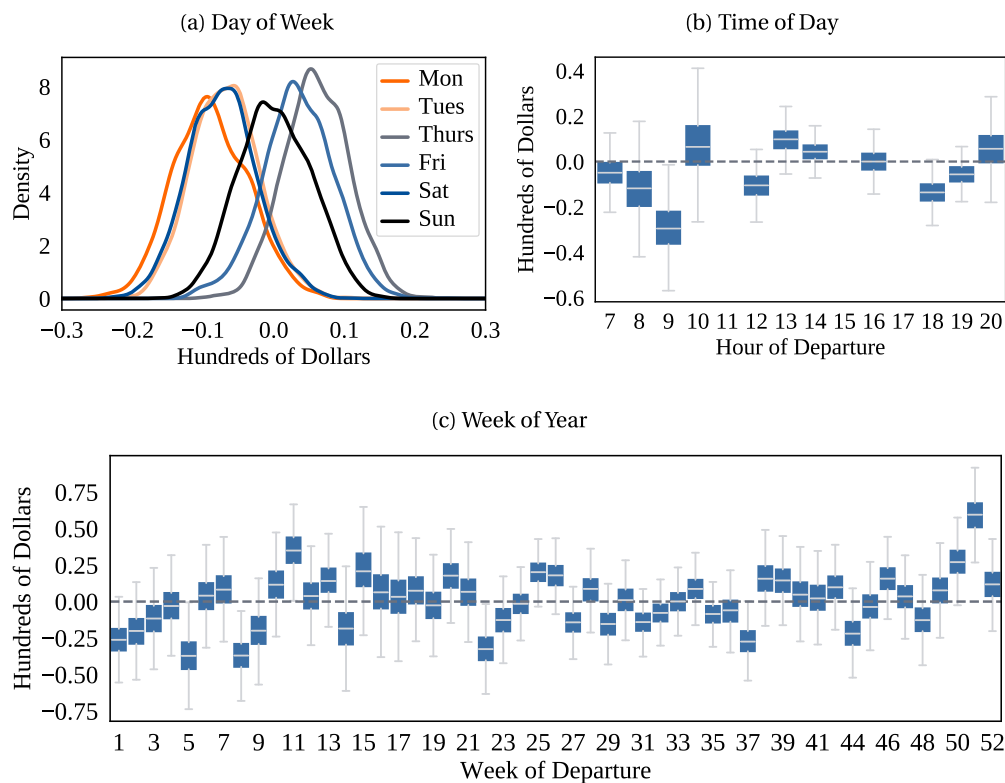 (a) Day of Week
Density
8
6
4
2
0
−0.3 −0.2 −0.1 0.0 0.1 0.2 0.3
Hundreds of Dollars
Mon
Tues
Thurs
Fri
Sat
Sun
(b) Time of Day
Hundreds of Dollars
0.4
0.2
0.0
−0.2
−0.4
−0.6
7 8 9 10 11 12 13 14 15 16 17 18 19 20
Hour of Departure
(c) Week of Year
Hundreds of Dollars
0.75
0.50
0.25
0.00
−0.25
−0.50
−0.75
1 3 5 7 9 11 13 15 17 19 21 23 25 27 29 31 33 35 37 39 41 44 46 48 50 52
Week of Departure